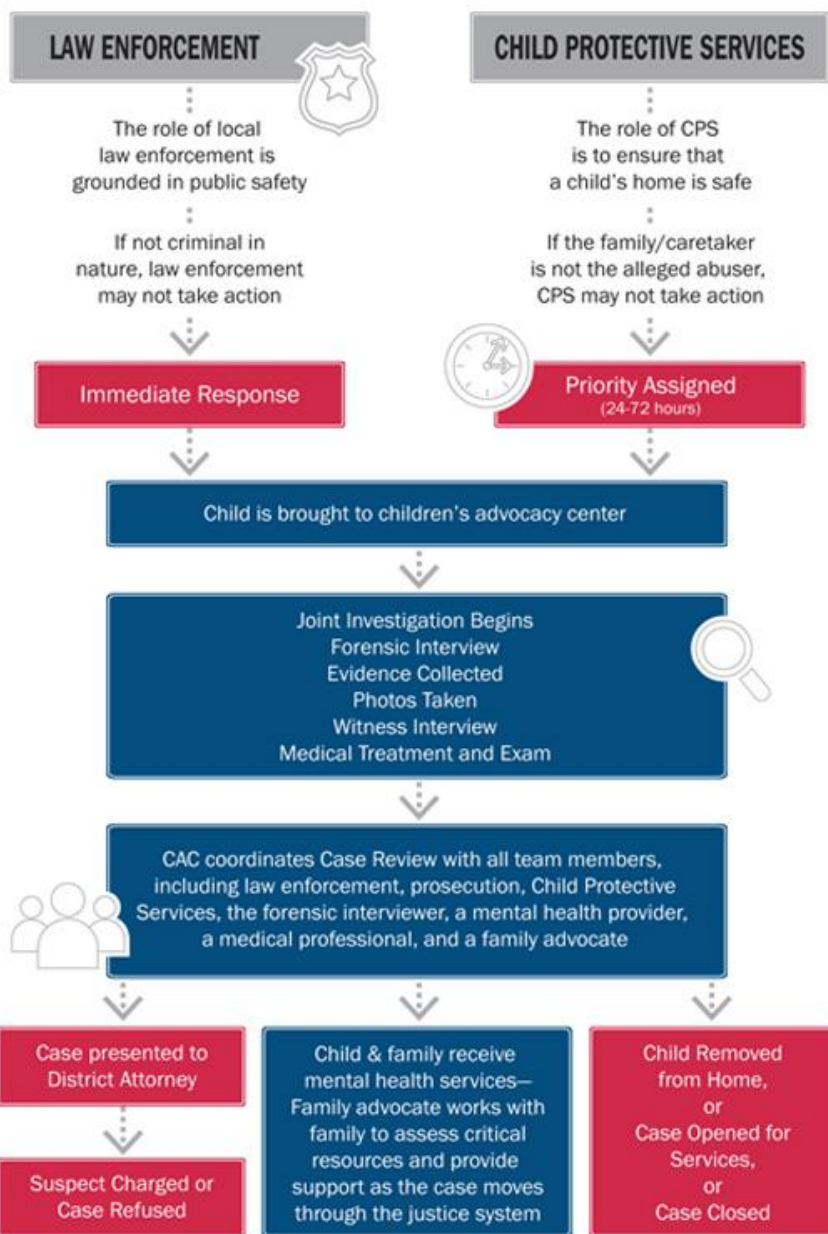 LAW ENFORCEMENT
The role of local
law enforcement is
grounded in public safety
If not criminal in
nature, law enforcement
may not take action
Immediate Response
CHILD PROTECTIVE SERVICES
The role of CPS
is to ensure that
a child's home is safe
If the family/caretaker
is not the alleged abuser,
CPS may not take action
Priority Assigned
(24-72 hours)
Child is brought to children's advocacy center
Joint Investigation Begins
Forensic Interview
Evidence Collected
Photos Taken
Witness Interview
Medical Treatment and Exam
CAC coordinates Case Review with all team members,
including law enforcement, prosecution, Child Protective
Services, the forensic interviewer, a mental health provider,
a medical professional, and a family advocate
Case presented to
District Attorney
Suspect Charged or
Case Refused
Child & family receive
mental health services—
Family advocate works with
family to assess critical
resources and provide
support as the case moves
through the justice system
Child Removed
from Home,
or
Case Opened for
Services,
or
Case Closed